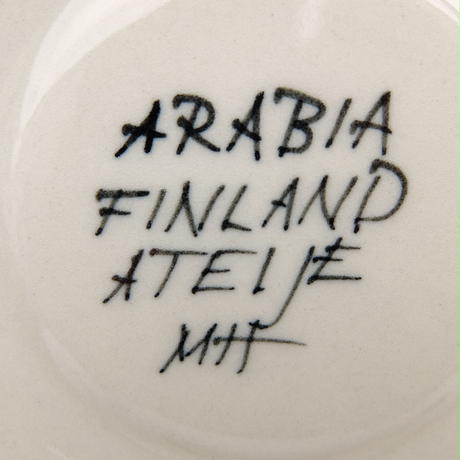 ARABIA
FINLAND
ATELJE
MH